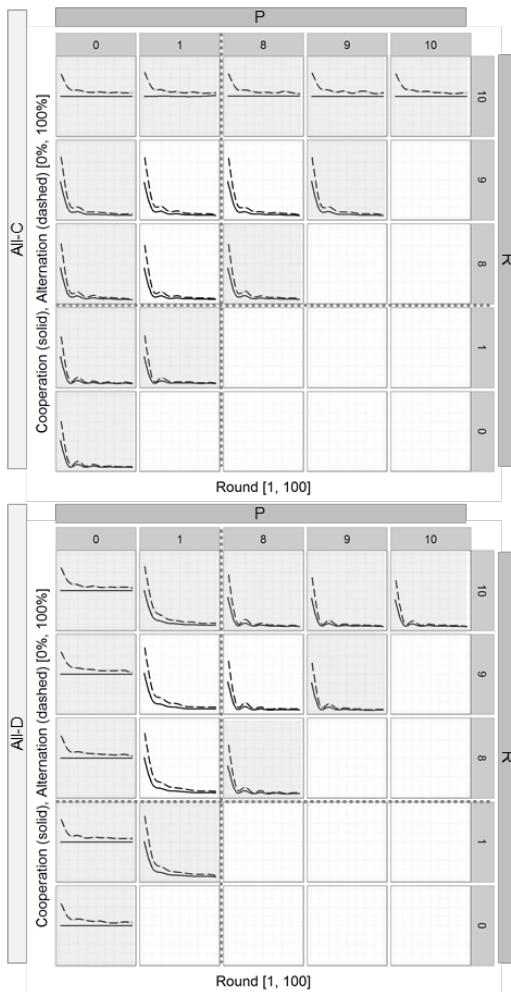 P
0 1 8 9 10
All-C
Cooperation (solid), Alternation (dashed) [0%, 100%]
10
9
8
1
0
R
Round [1, 100]
P
0 1 8 9 10
All-D
Cooperation (solid), Alternation (dashed) [0%, 100%]
10
9
8
1
0
R
Round [1, 100]